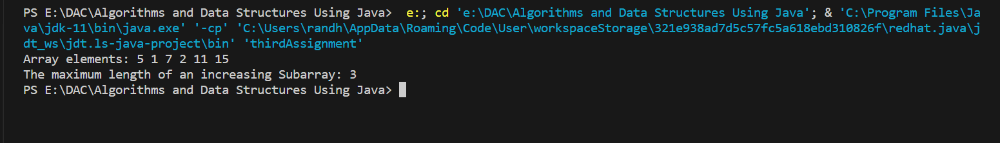 PS E:\DAC\Algorithms and Data Structures Using Java>  e:; cd 'e:\DAC\Algorithms and Data Structures Using Java'; & 'C:\Program Files\Ja
va\jdk-11\bin\java.exe' '-cp' 'C:\Users\randh\AppData\Roaming\Code\User\workspaceStorage\321e938ad7d5c57fc5a618ebd310826f\redhat.java\j
dt_ws\jdt.ls-java-project\bin' 'thirdAssignment'
Array elements: 5 1 7 2 11 15
The maximum length of an increasing Subarray: 3
PS E:\DAC\Algorithms and Data Structures Using Java>